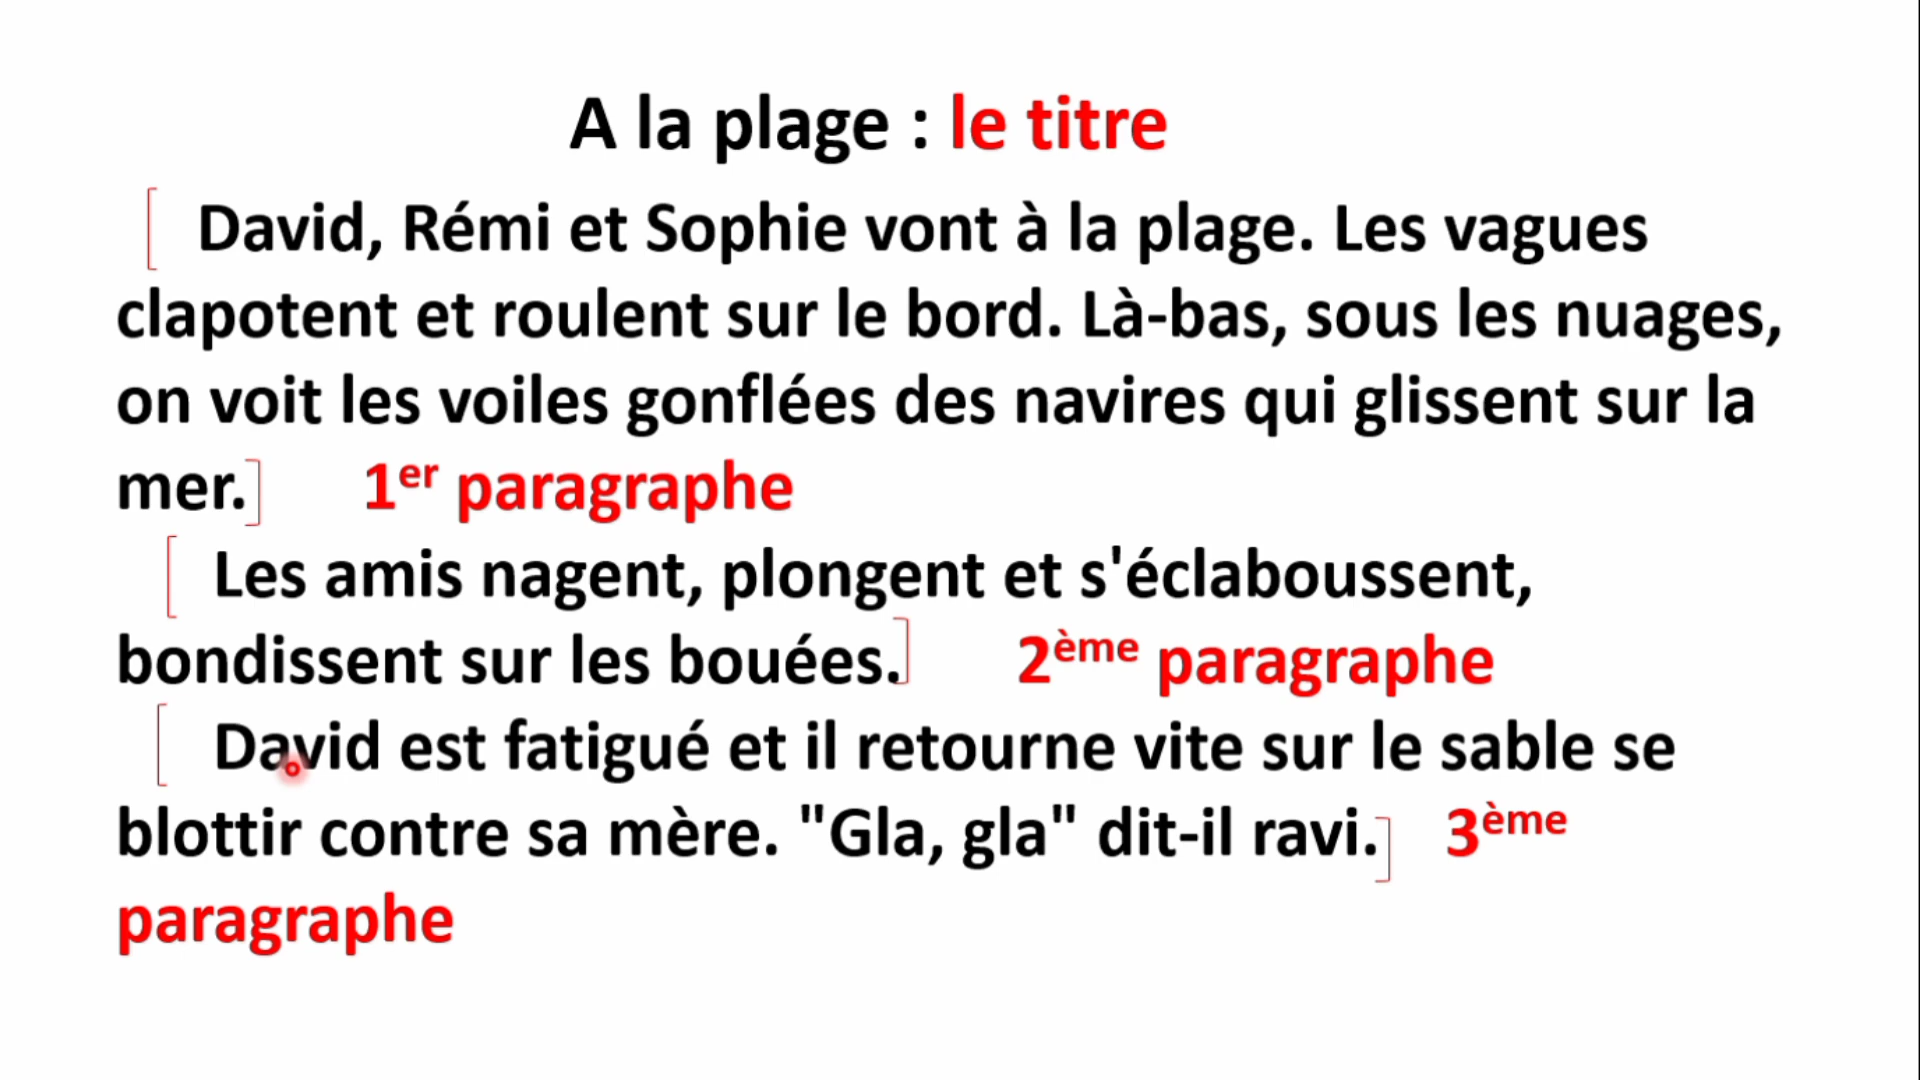 A la plage : le titre
David, Rémi et Sophie vont à la plage. Les vagues
clapotent et roulent sur le bord. Là-bas, sous les nuages,
on voit les voiles gonflées des navires qui glissent sur la
mer. 1er paragraphe
Les amis nagent, plongent et s'éclaboussent,
bondissent sur les bouées. 2ème paragraphe
David est fatigué et il retourne vite sur le sable se
blottir contre sa mère. "Gla, gla" dit-il ravi. 3ème
paragraphe